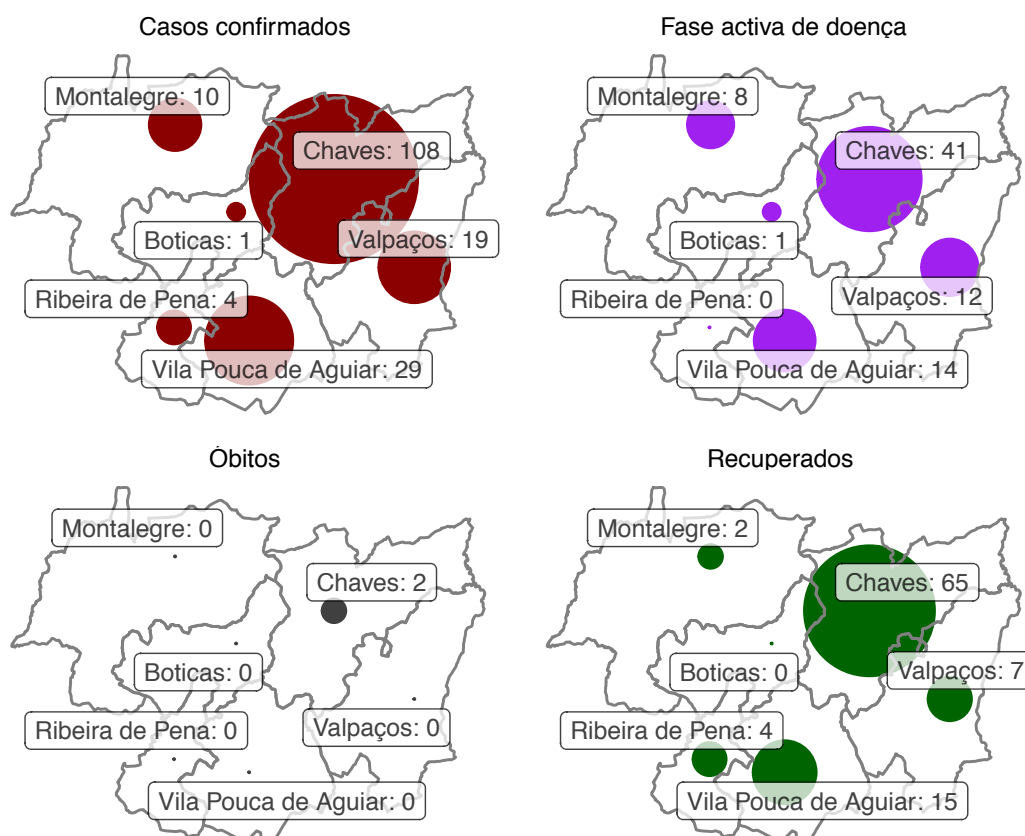 Casos confirmados
Montalegre: 10
Chaves: 108
Boticas: 1
Valpaços: 19
Ribeira de Pena: 4
Vila Pouca de Aguiar: 29
Fase activa de doença
Montalegre: 8
Chaves: 41
Boticas: 1
Ribeira de Pena: 0
Valpaços: 12
Vila Pouca de Aguiar: 14
Óbitos
Montalegre: 0
Chaves: 2
Boticas: 0
Ribeira de Pena: 0
Valpaços: 0
Vila Pouca de Aguiar: 0
Recuperados
Montalegre: 2
Chaves: 65
Boticas: 0
Valpaços: 7
Ribeira de Pena: 4
Vila Pouca de Aguiar: 15